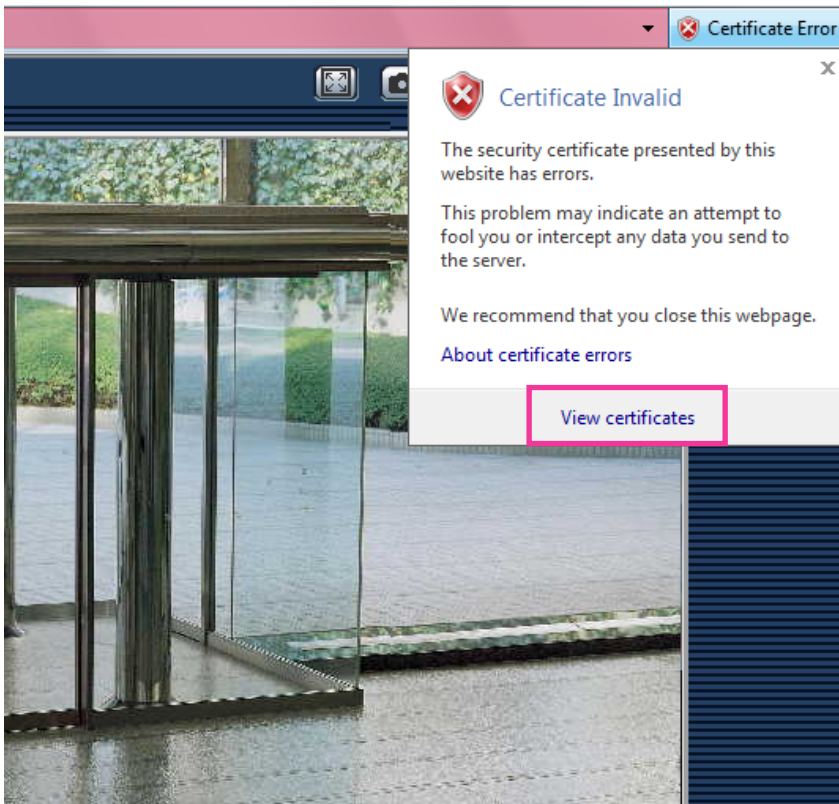 Certificate Error
Certificate Invalid
The security certificate presented by this
website has errors.
This problem may indicate an attempt to
fool you or intercept any data you send to
the server.
We recommend that you close this webpage.
About certificate errors
View certificates